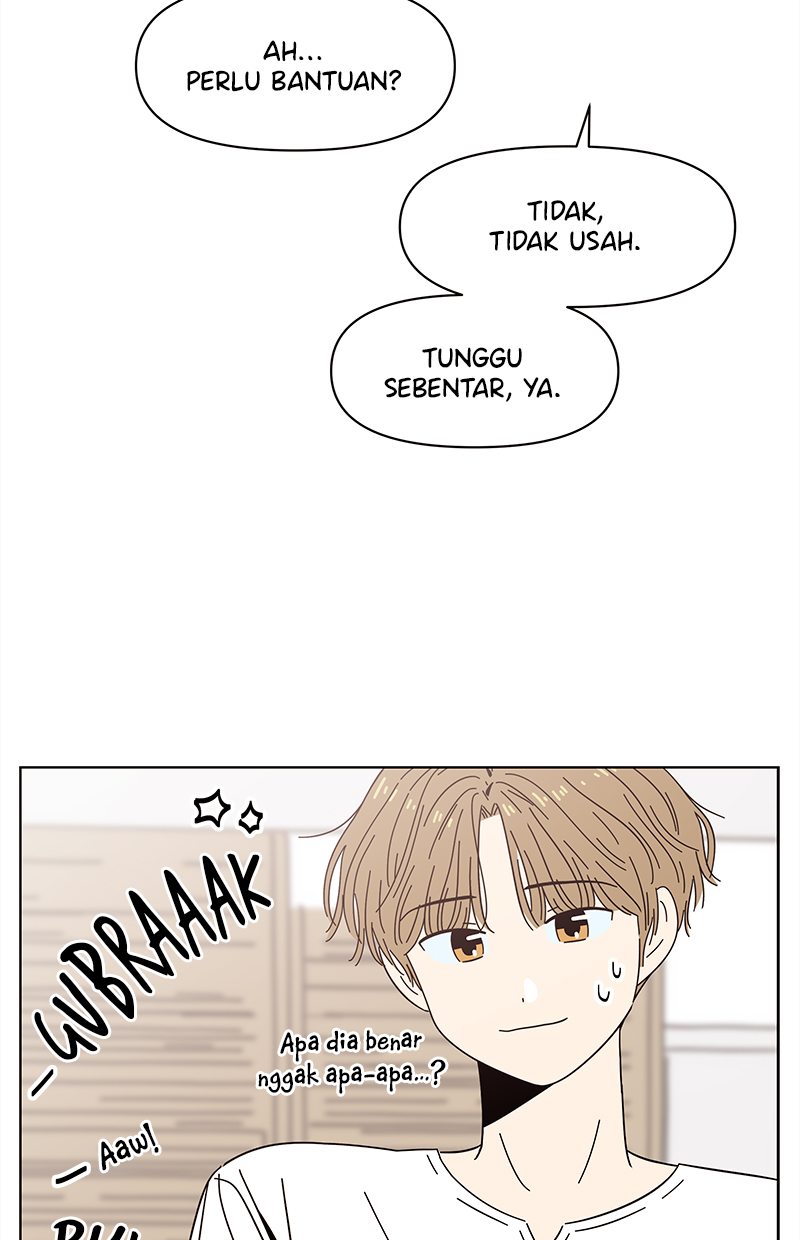 AH...
PERLU BANTUAN?
TIDAK,
TIDAK USAH.
TUNGGU
SEBENTAR, YA.
GUBRAAAK
Apa dia benar
nggak apa-apa...?
Aaw!